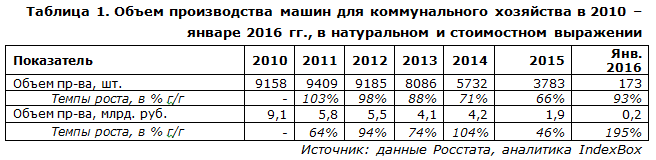 Таблица 1. Объем производства машин для коммунального хозяйства в 2010 –
январе 2016 гг., в натуральном и стоимостном выражении
Показатель 2010 2011 2012 2013 2014 2015 Янв. 2016
Объем пр-ва, шт. 9158 9409 9185 8086 5732 3783 173
Темпы роста, в % г/г - 103% 98% 88% 71% 66% 93%
Объем пр-ва, млрд. руб. 9,1 5,8 5,5 4,1 4,2 1,9 0,2
Темпы роста, в % г/г - 64% 94% 74% 104% 46% 195%
Источник: данные Росстата, аналитика IndexBox